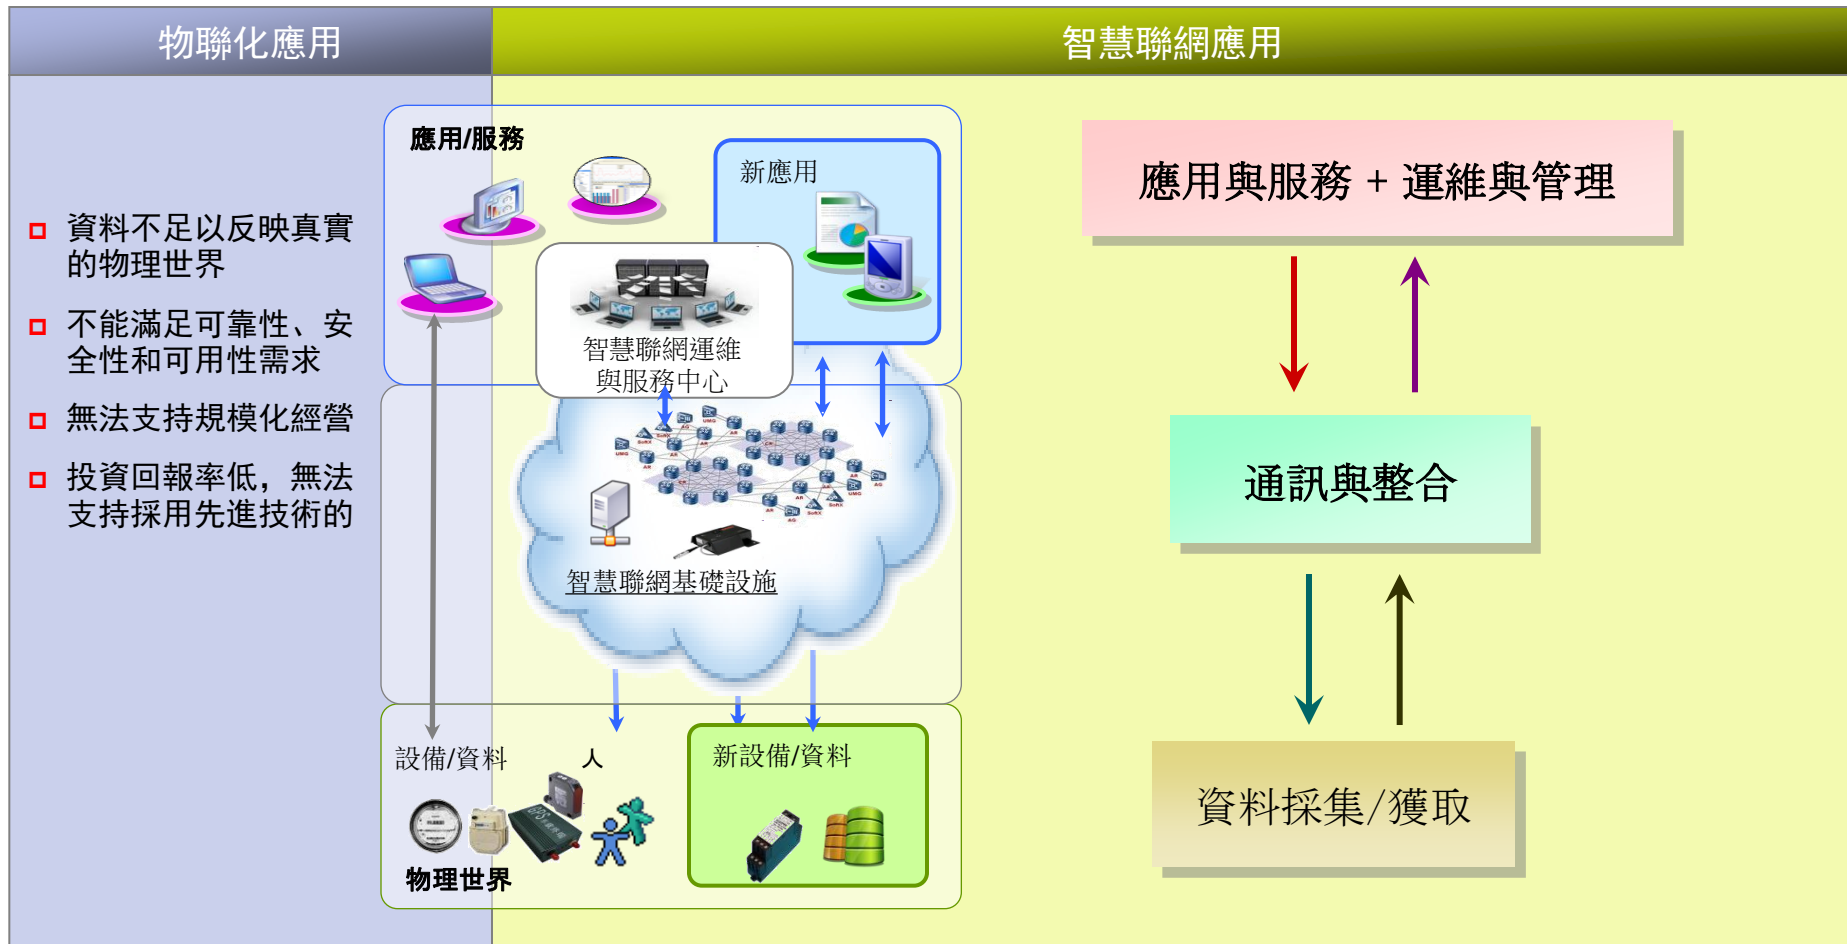 物聯化應用
智慧聯網應用
資料不足以反映真實
的物理世界
不能滿足可靠性、安
全性和可用性需求
無法支持規模化經營
投資回報率低，無法
支持採用先進技術的
應用/服務
新應用
智慧聯網運維
與服務中心
智慧聯網基礎設施
設備/資料
人
新設備/資料
GPS
物理世界
應用與服務 + 運維與管理
通訊與整合
資料採集/獲取